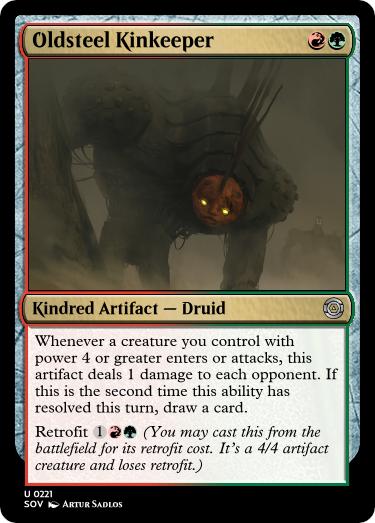 Oldsteel Kinkeeper
Kindred Artifact — Druid
Whenever a creature you control with
power 4 or greater enters or attacks, this
artifact deals 1 damage to each opponent. If
this is the second time this ability has
resolved this turn, draw a card.
Retrofit 1 (You may cast this from the
battlefield for its retrofit cost. It's a 4/4 artifact
creature and loses retrofit.)
U 0221
SOV Artur Sadlos